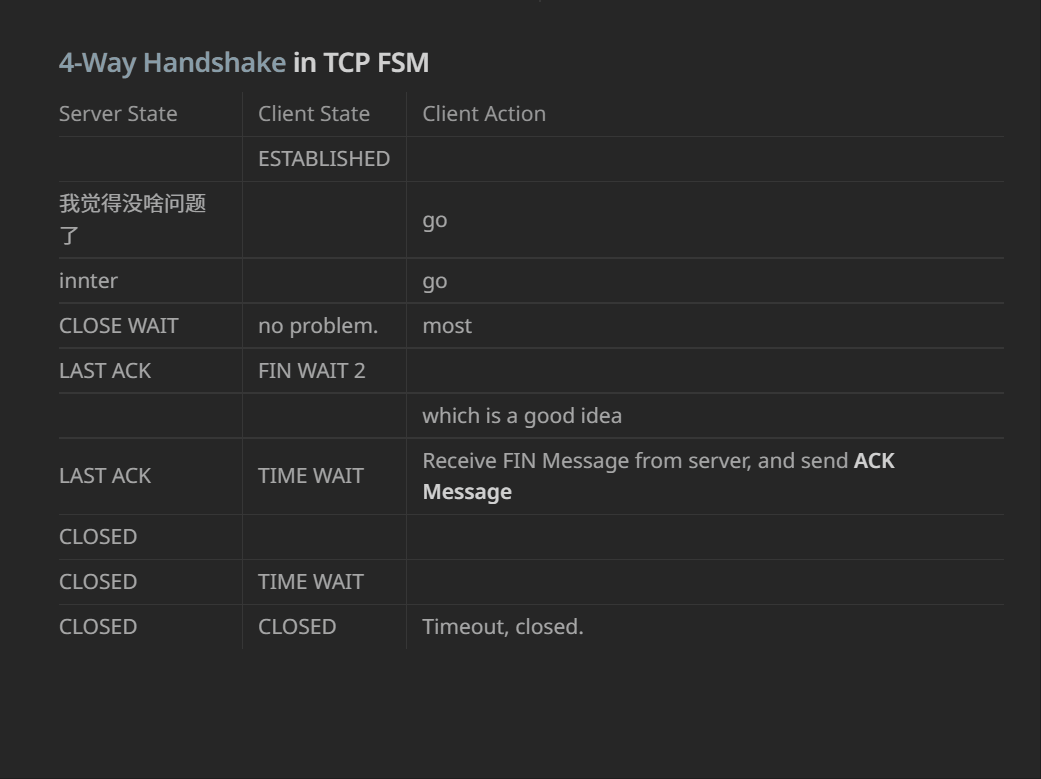 4-Way Handshake in TCP FSM
Server State Client State Client Action
ESTABLISHED
我觉得没啥问题
了
go
innter go
CLOSE WAIT no problem. most
LAST ACK FIN WAIT 2
which is a good idea
LAST ACK TIME WAIT Receive FIN Message from server, and send ACK
Message
CLOSED
CLOSED TIME WAIT
CLOSED CLOSED Timeout, closed.